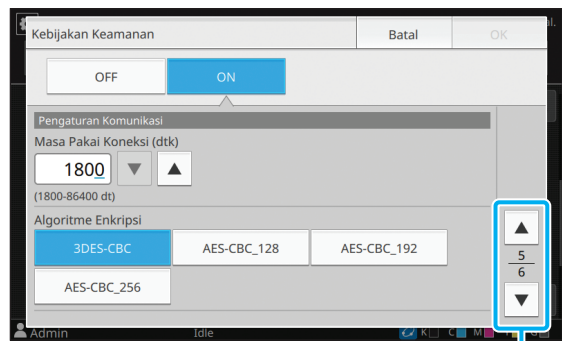 Kebijakan Keamanan
Batal
OK
OFF
ON
Pengaturan Komunikasi
Masa Pakai Koneksi (dtk)
1800
(1800-86400 dt)
Algoritme Enkripsi
3DES-CBC
AES-CBC_128
AES-CBC_192
AES-CBC_256
5
6
Admin
Idle
K
C
M